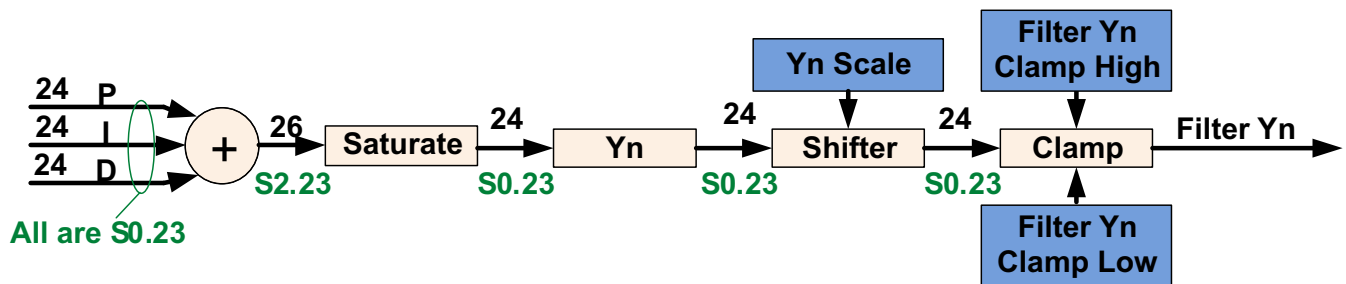 24 P
24 I
24 D
All are S0.23
+
26
S2.23
Saturate
24
S0.23
Yn
24
S0.23
Yn Scale
Shifter
24
S0.23
Filter Yn
Clamp High
Clamp
Filter Yn
Clamp Low
Filter Yn